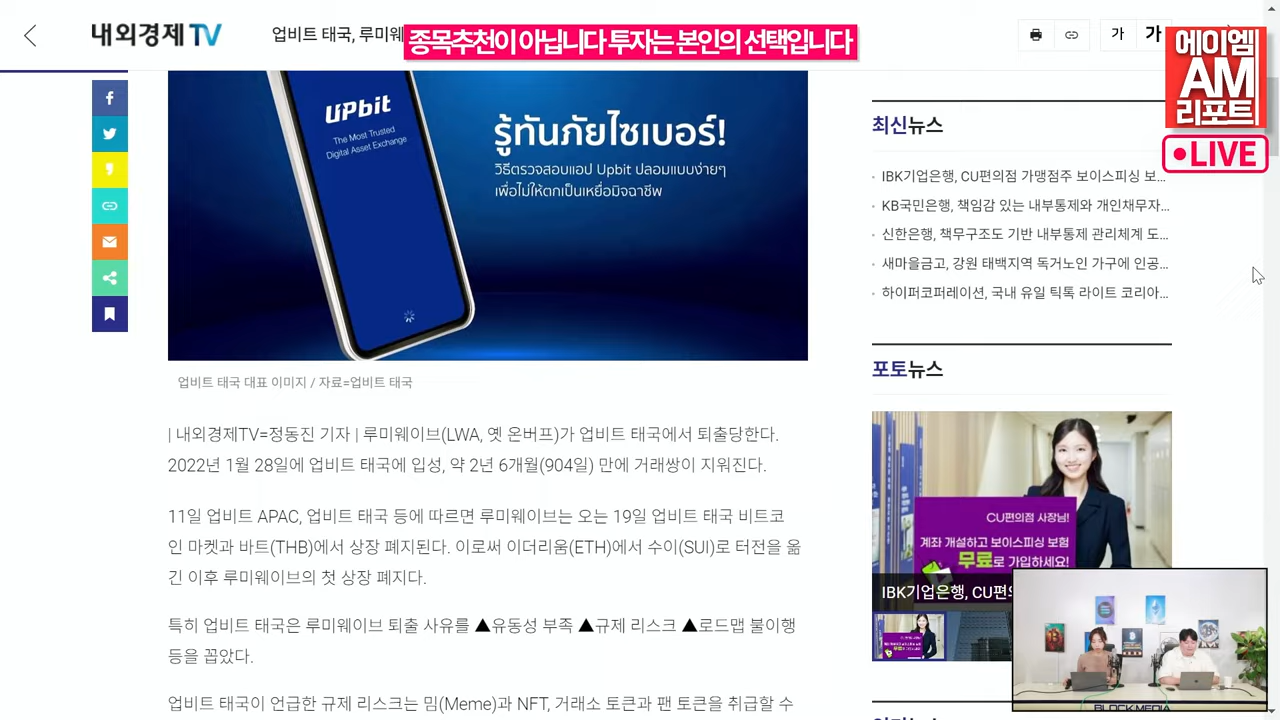 내외경제TV
업비트 태국, 루미웨
종목추천이 아닙니다 투자는 본인의 선택입니다
가
가
에이엠
AM
리포트
LIVE
UPbit
The Most Trusted
Digital Asset Exchange
รู้ทันภัยไซเบอร์!
วิธีตรวจสอบแอป Upbit ปลอมแบบง่ายๆ
เพื่อไม่ให้ตกเป็นเหยื่อมิจฉาชีพ
업비트 태국 대표 이미지 / 자료=업비트 태국
| 내외경제TV=정동진 기자 | 루미웨이브(LWA, 옛 온버프)가 업비트 태국에서 퇴출당한다.
2022년 1월 28일에 업비트 태국에 입성, 약 2년 6개월(904일) 만에 거래쌍이 지워진다.
11일 업비트 APAC, 업비트 태국 등에 따르면 루미웨이브는 오는 19일 업비트 태국 비트코
인 마켓과 바트(THB)에서 상장 폐지된다. 이로써 이더리움(ETH)에서 수이(SUI)로 터전을 옮
긴 이후 루미웨이브의 첫 상장 폐지다.
특히 업비트 태국은 루미웨이브 퇴출 사유를 ▲유동성 부족 ▲규제 리스크 ▲로드맵 불이행
등을 꼽았다.
업비트 태국이 언급한 규제 리스크는 밈(Meme)과 NFT, 거래소 토큰과 팬 토큰을 취급할 수
최신뉴스
IBK기업은행, CU편의점 가맹점주 보이스피싱 보...
KB국민은행, 책임감 있는 내부통제와 개인채무자...
신한은행, 책무구조도 기반 내부통제 관리체계 도...
새마을금고, 강원 태백지역 독거노인 가구에 인공...
하이퍼코퍼레이션, 국내 유일 틱톡 라이트 코리아...
포토뉴스
CU편의점 사장님!
계좌 개설하고 보이스피싱 보험
무료로 가입하세요!
IBK기업은행, CU편
BLOCKMEDIA